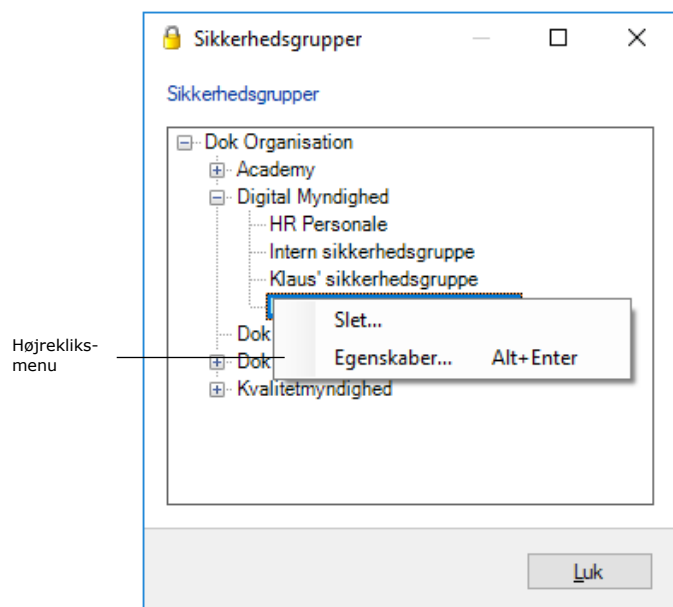 Sikkerhedsgrupper
Sikkerhedsgrupper
Dok Organisation
Academy
Digital Myndighed
HR Personale
Intern sikkerhedsgruppe
Klaus' sikkerhedsgruppe
Slet...
Dok
Højrekliks-
menu
Egenskaber... Alt+Enter
Dok
Kvalitetmyndighed
Luk